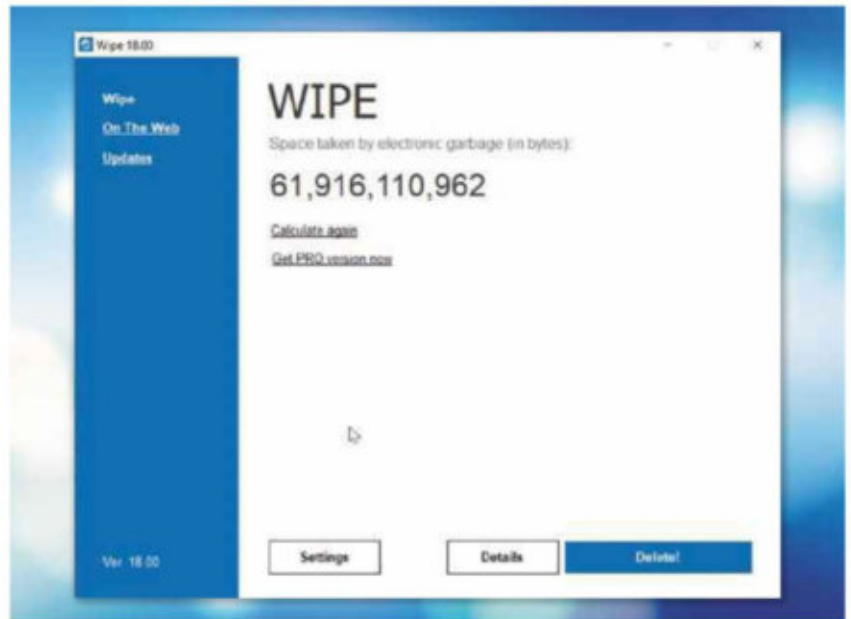 Wipe 18.00
Wipe
On The Web
Updates
WIPE
Space taken by electronic garbage (in bytes):
61,916,110,962
Calculate again
Get PRO version now
Ver. 18.00
Settings
Details
Delete!